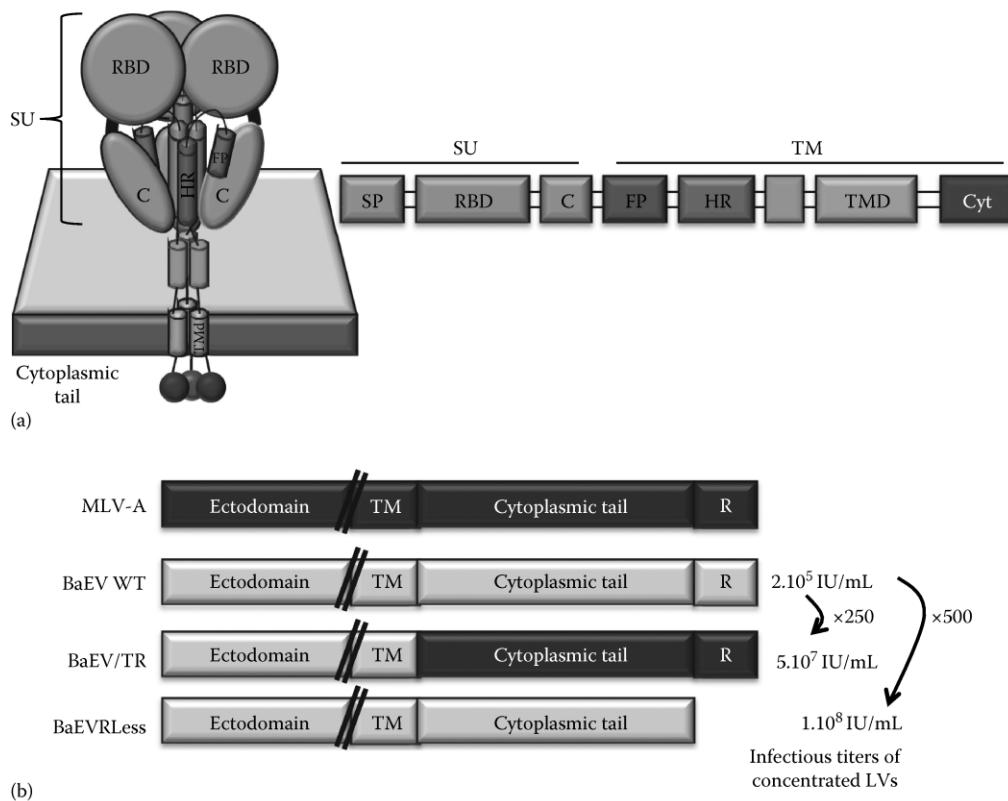 RBD
RBD
SU
FP
HR
C
C
TMd
Cytoplasmic
tail
(a)
SU
TM
SP
RBD
C
FP
HR
TMD
Cyt
MLV-A
Ectodomain
TM
Cytoplasmic tail
R
BaEV WT
Ectodomain
TM
Cytoplasmic tail
R
2.10⁵ IU/mL
×250
×500
BaEV/TR
Ectodomain
TM
Cytoplasmic tail
R
5.10⁷ IU/mL
BaEVRLess
Ectodomain
TM
Cytoplasmic tail
1.10⁸ IU/mL
Infectious titers of
concentrated LVs
(b)